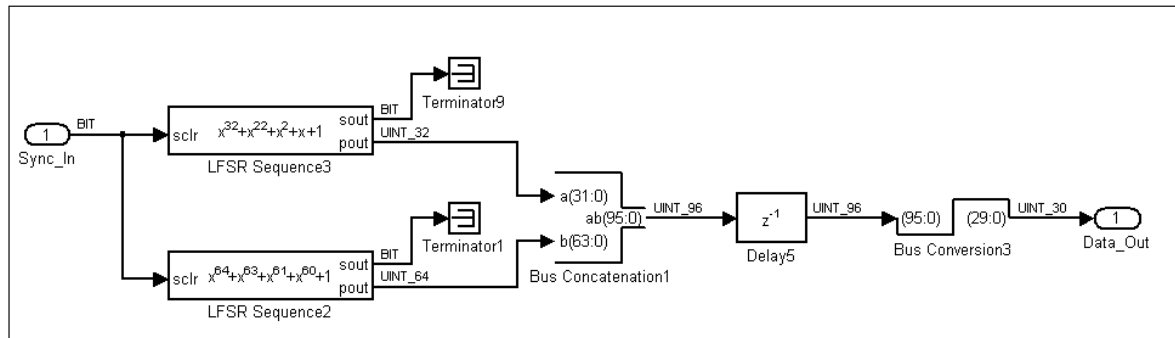 Terminator9
BIT
sclr
x^32+x^22+x^2+x+1
sout
pout
UINT_32
1
BIT
Sync_In
LFSR Sequence3
a(31:0)
ab(95:0)
b(63:0)
UINT_96
z^-1
UINT_96
(95:0)
(29:0)
UINT_30
1
Data_Out
Bus Concatenation1
Delay5
Bus Conversion3
Terminator1
BIT
sclr
x^64+x^63+x^61+x^60+1
sout
pout
UINT_64
LFSR Sequence2